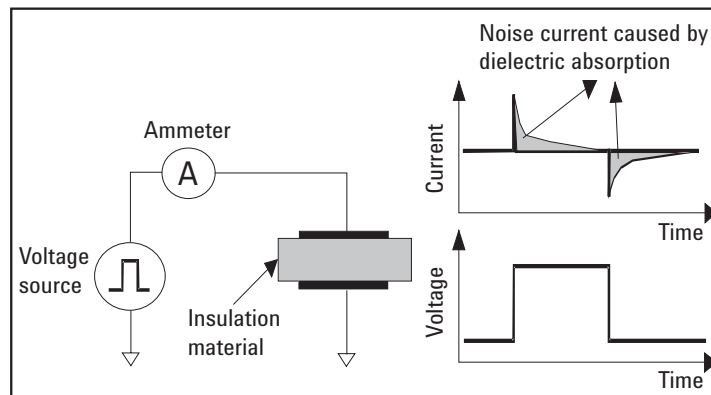 Noise current caused by
dielectric absorption
Ammeter
A
Current
Time
Voltage
source
Insulation
material
Voltage
Time